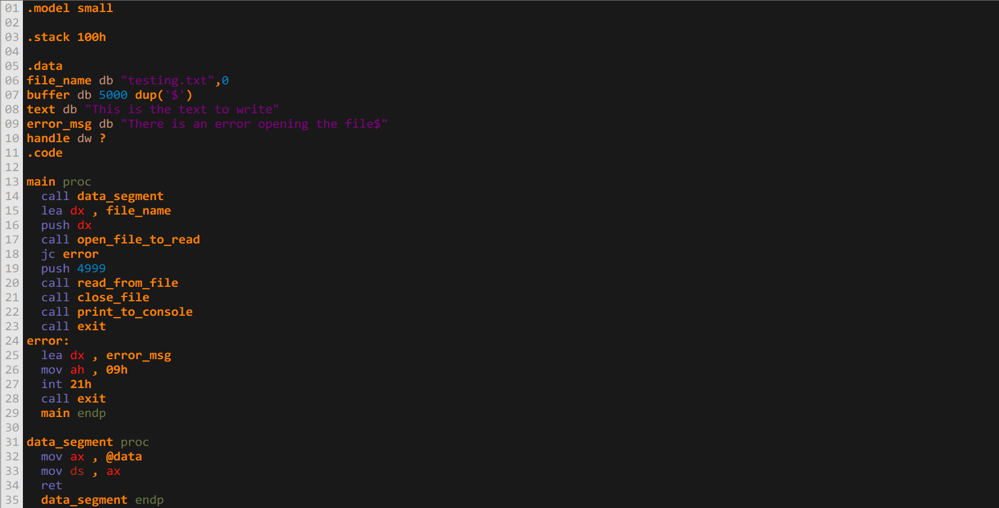 01 .model small
02
03 .stack 100h
04
05 .data
06 file_name db "testing.txt",0
07 buffer db 5000 dup('$')
08 text db "This is the text to write"
09 error_msg db "There is an error opening the file$"
10 handle dw ?
11 .code
12
13 main proc
14   call data_segment
15   lea dx , file_name
16   push dx
17   call open_file_to_read
18   jc error
19   push 4999
20   call read_from_file
21   call close_file
22   call print_to_console
23   call exit
24 error:
25   lea dx , error_msg
26   mov ah , 09h
27   int 21h
28   call exit
29   main endp
30
31 data_segment proc
32   mov ax , @data
33   mov ds , ax
34   ret
35   data_segment endp